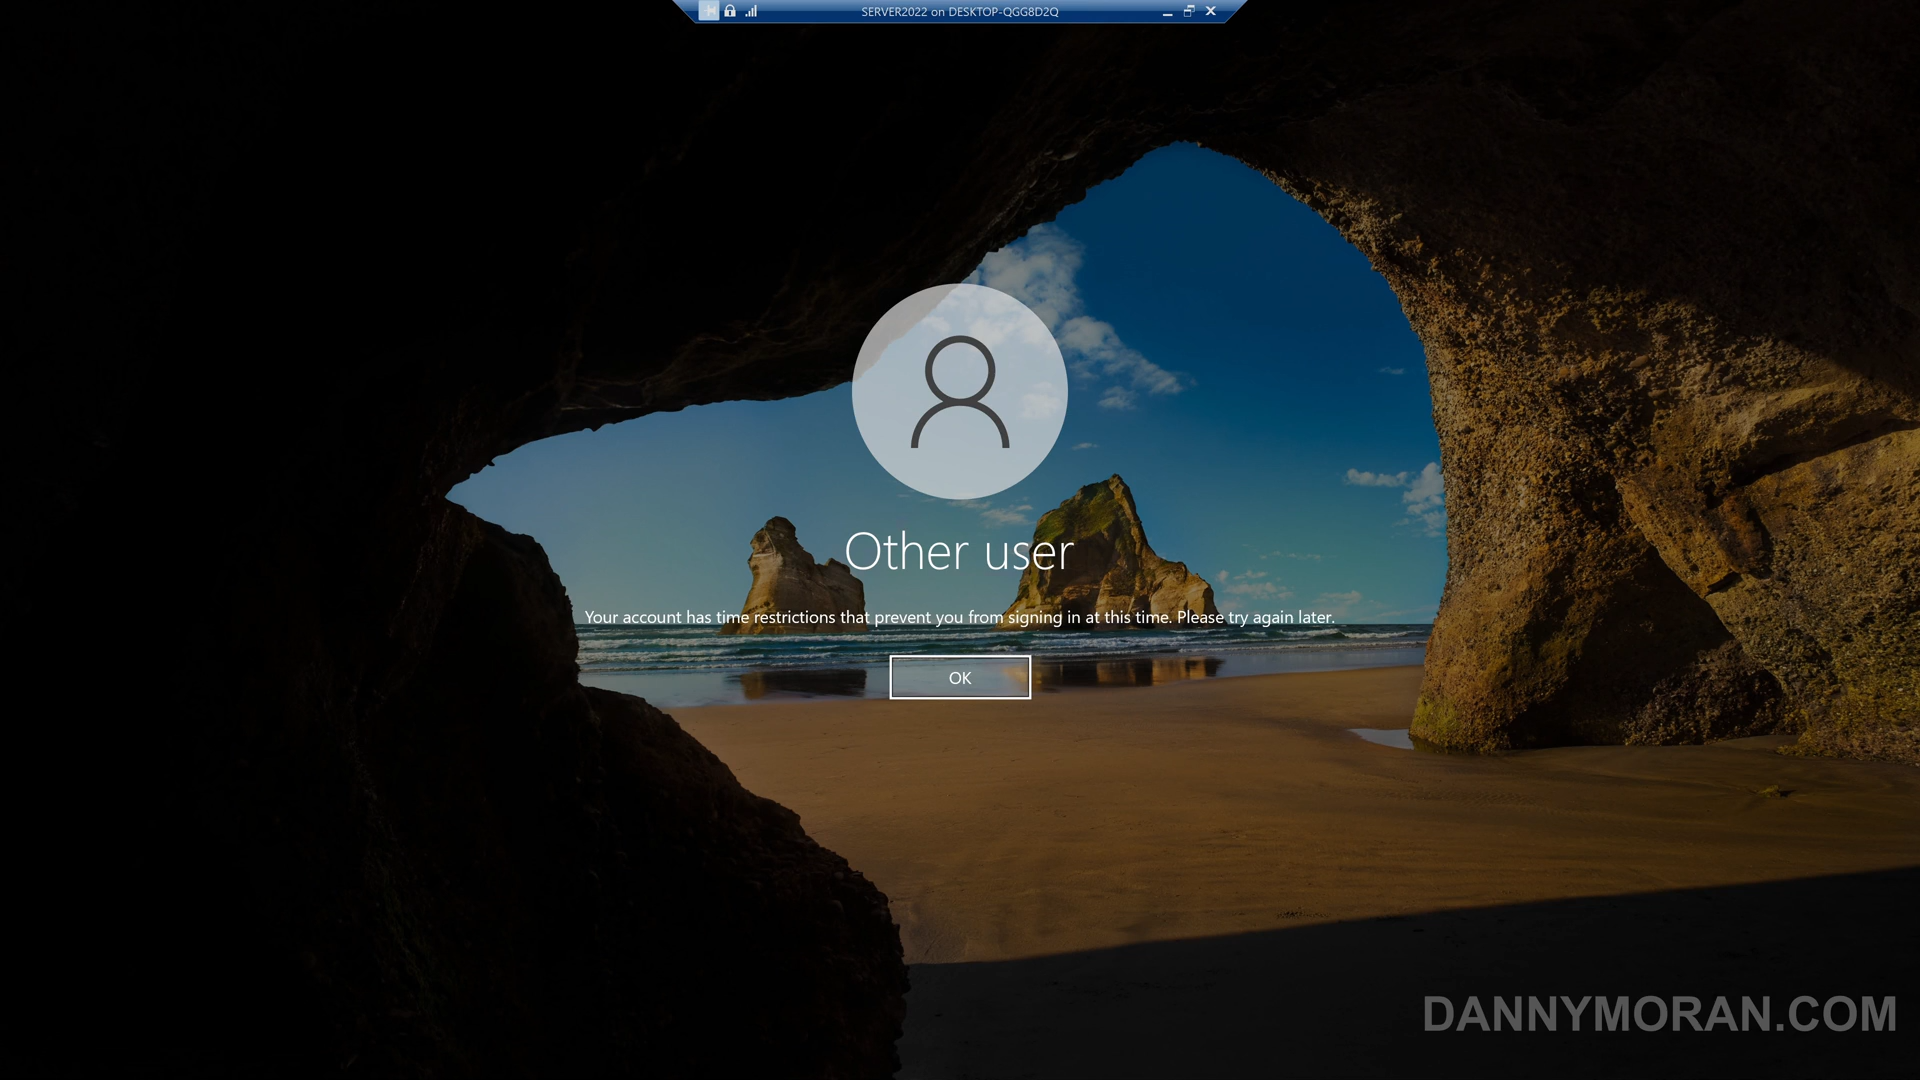 SERVER2022 on DESKTOP-QGG8D2Q
Other user
Your account has time restrictions that prevent you from signing in at this time. Please try again later.
OK
DANNYMORAN.COM